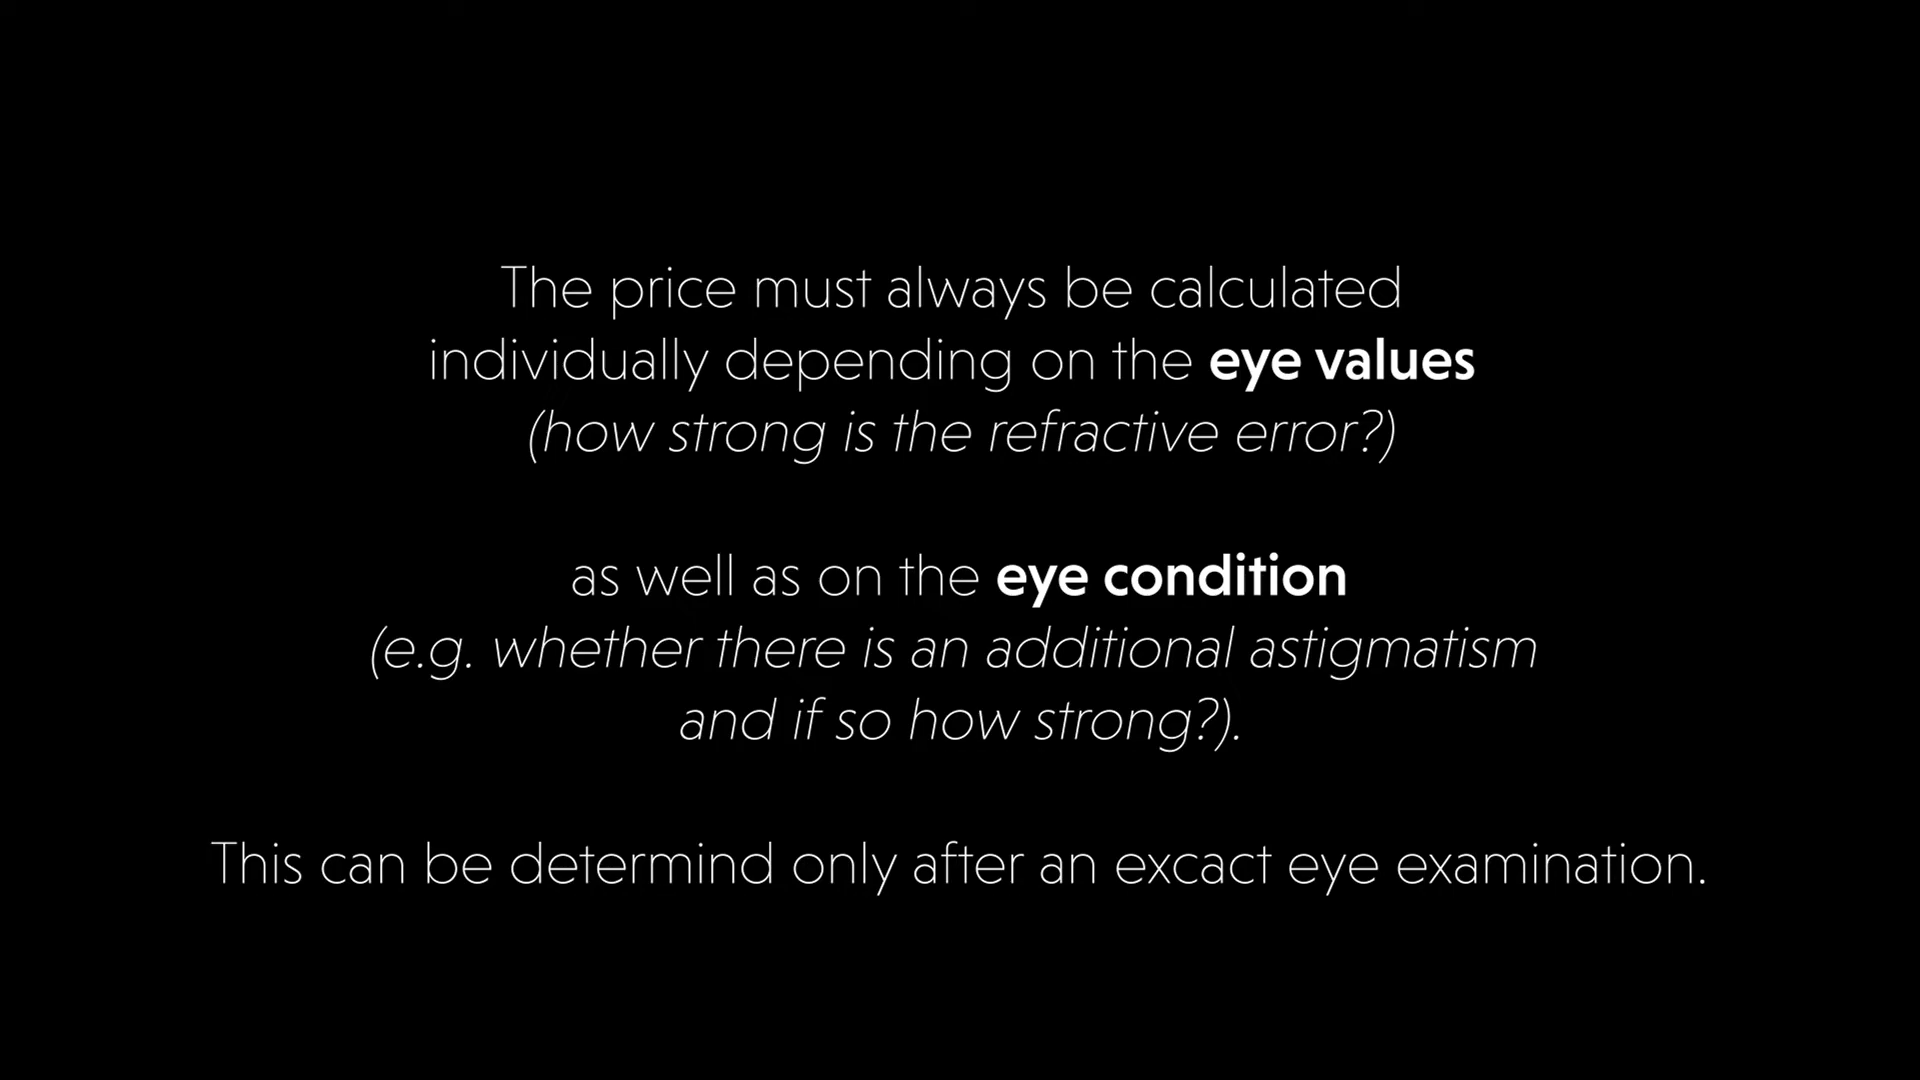 The price must always be calculated
individually depending on the eye values
(how strong is the refractive error?)
as well as on the eye condition
(e.g. whether there is an additional astigmatism
and if so how strong?).
This can be determind only after an excact eye examination.